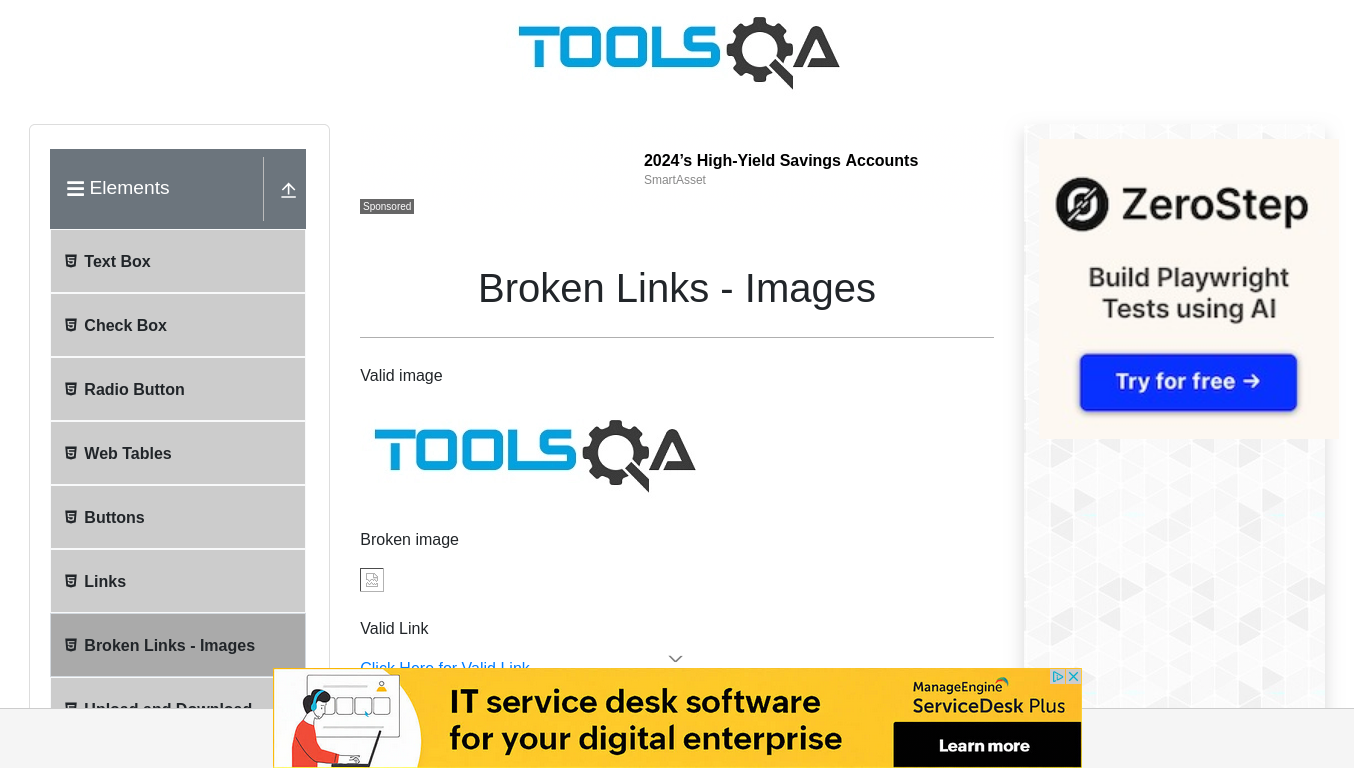 TOOLSQA
Elements
Text Box
Check Box
Radio Button
Web Tables
Buttons
Links
Broken Links - Images
Upload and Download
2024’s High-Yield Savings Accounts
SmartAsset
Sponsored
Broken Links - Images
Valid image
TOOLSQA
Broken image
Valid Link
Click Here for Valid Link
ZeroStep
Build Playwright
Tests using AI
Try for free →
IT service desk software
for your digital enterprise
ManageEngine
ServiceDesk Plus
Learn more